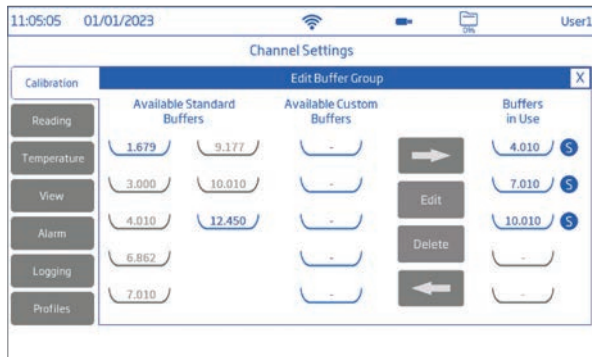 11:05:05 01/01/2023 0% User1
Channel Settings
Calibration
Edit Buffer Group X
Reading
Temperature
View
Alarm
Logging
Profiles
Available Standard Buffers
1.679 9.177
3.000 10.010
4.010 12.450
6.862
7.010
Available Custom Buffers
-
-
-
-
-
Edit
Delete
Buffers in Use
4.010 S
7.010 S
10.010 S
-
-